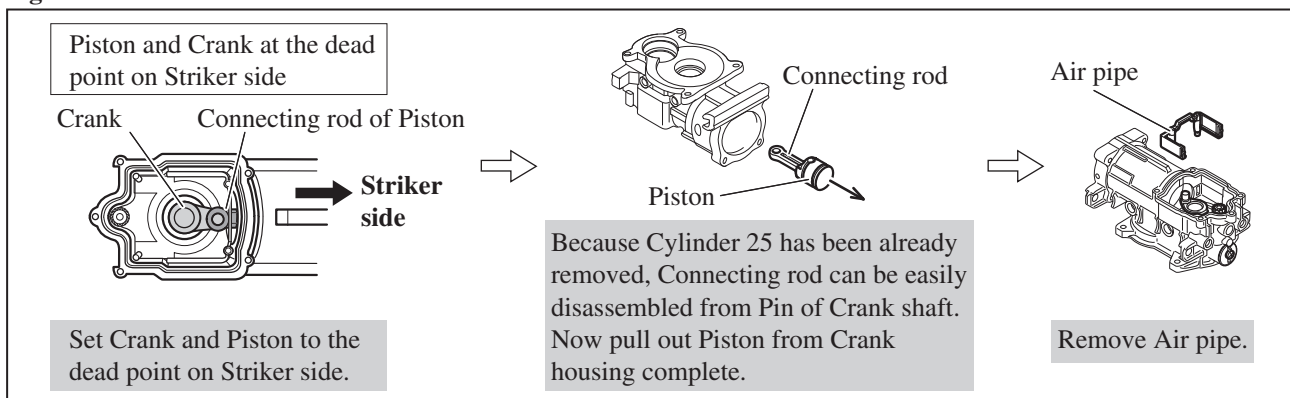 Piston and Crank at the dead
point on Striker side
Crank
Connecting rod of Piston
Striker
side
Set Crank and Piston to the
dead point on Striker side.
Connecting rod
Piston
Because Cylinder 25 has been already
removed, Connecting rod can be easily
disassembled from Pin of Crank shaft.
Now pull out Piston from Crank
housing complete.
Air pipe
Remove Air pipe.